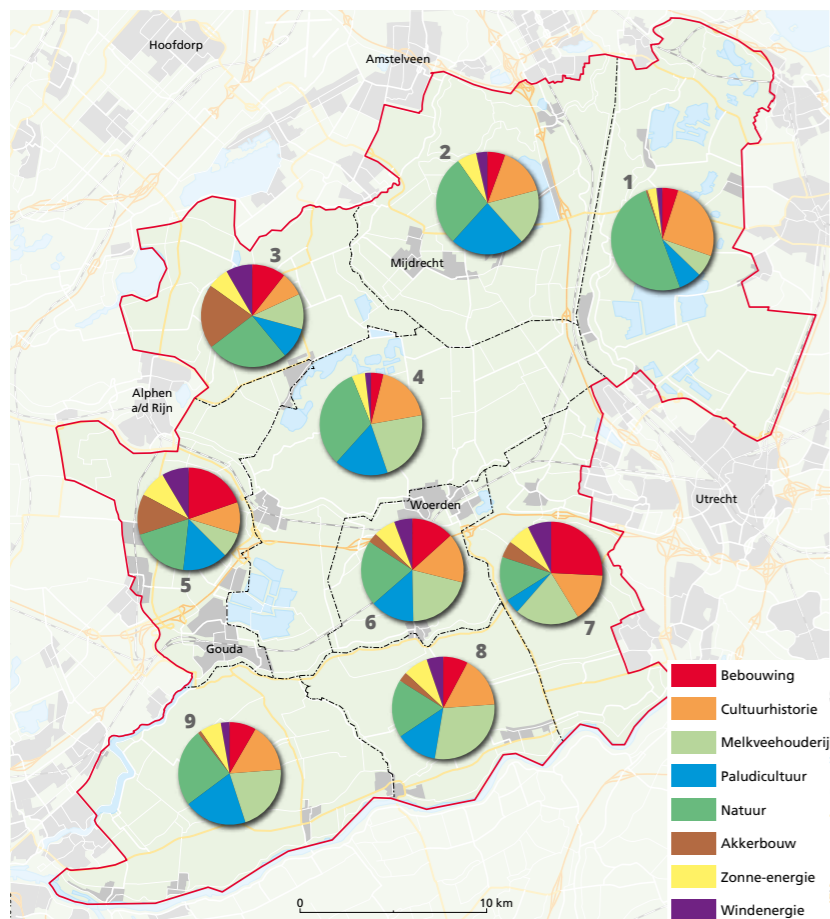 Hoofdorp
Amstelveen
2
1
Mijdrecht
3
4
Alphen
a/d Rijn
Utrecht
Woerden
5
6
7
Gouda
8
9
Bebouwing
Cultuurhistorie
Melkveehouderij
Paludicultuur
Natuur
Akkerbouw
Zonne-energie
Windenergie
0 10 km